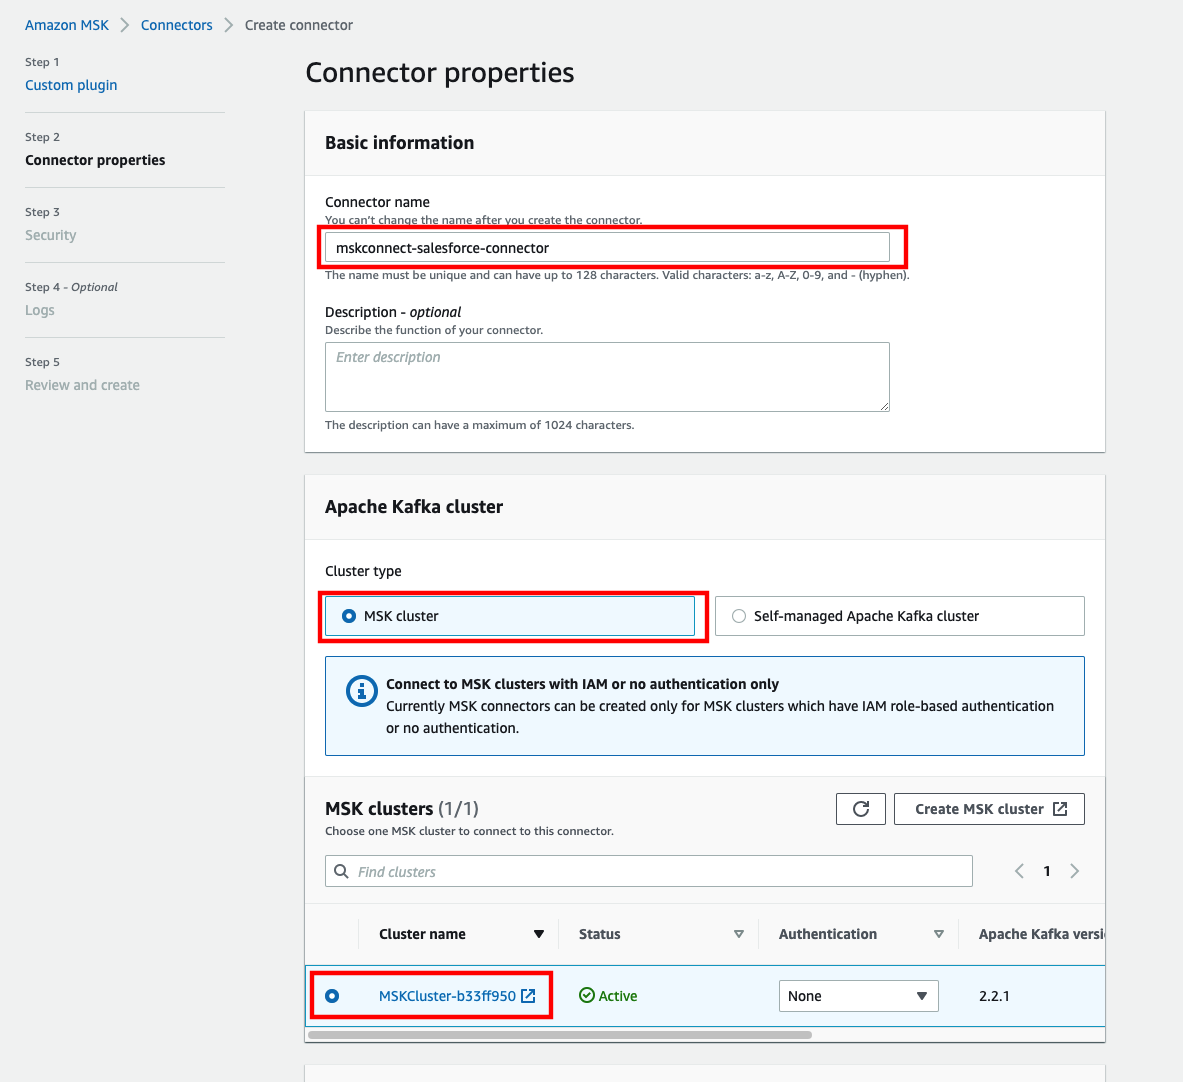 Amazon MSK > Connectors > Create connector
Step 1
Custom plugin
Step 2
Connector properties
Step 3
Security
Step 4 - Optional
Logs
Step 5
Review and create
Connector properties
Basic information
Connector name
You can't change the name after you create the connector.
mskconnect-salesforce-connector
The name must be unique and can have up to 128 characters. Valid characters: a-z, A-Z, 0-9, and - (hyphen).
Description - optional
Describe the function of your connector.
Enter description
The description can have a maximum of 1024 characters.
Apache Kafka cluster
Cluster type
MSK cluster
Self-managed Apache Kafka cluster
Connect to MSK clusters with IAM or no authentication only
Currently MSK connectors can be created only for MSK clusters which have IAM role-based authentication
or no authentication.
MSK clusters (1/1)
Create MSK cluster
Choose one MSK cluster to connect to this connector.
Find clusters
1
Cluster name Status Authentication Apache Kafka versi
MSKCluster-b33ff950 Active None 2.2.1